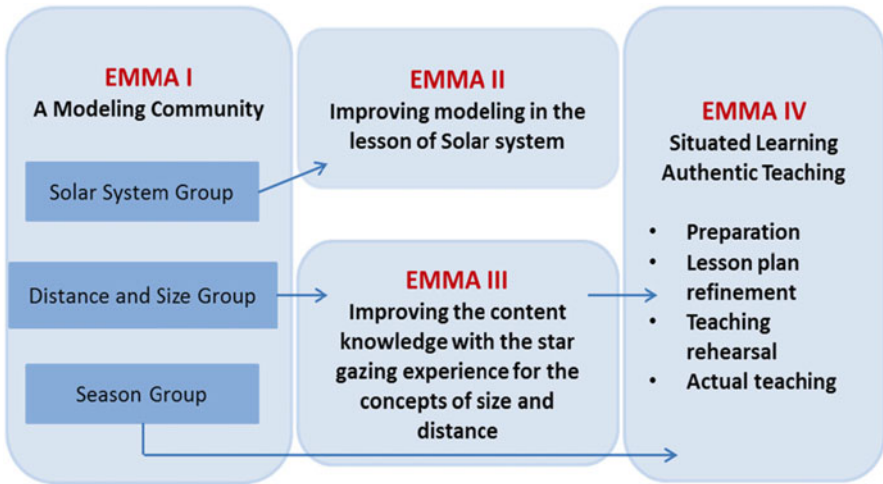 EMMA I
A Modeling Community
Solar System Group
Distance and Size Group
Season Group
EMMA II
Improving modeling in the
lesson of Solar system
EMMA III
Improving the content
knowledge with the star
gazing experience for the
concepts of size and
distance
EMMA IV
Situated Learning
Authentic Teaching
• Preparation
• Lesson plan
refinement
• Teaching
rehearsal
• Actual teaching